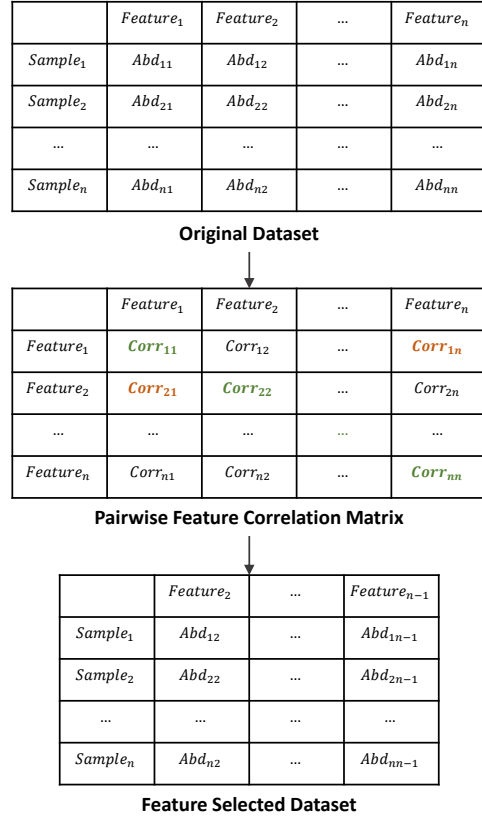 Feature₁ Feature₂ ... Featureₙ
Sample₁ Abd₁₁ Abd₁₂ ... Abd₁ₙ
Sample₂ Abd₂₁ Abd₂₂ ... Abd₂ₙ
... ... ... ... ...
Sampleₙ Abdₙ₁ Abdₙ₂ ... Abdₙₙ
Original Dataset
Feature₁ Feature₂ ... Featureₙ
Feature₁ Corr₁₁ Corr₁₂ ... Corr₁ₙ
Feature₂ Corr₂₁ Corr₂₂ ... Corr₂ₙ
... ... ... ... ...
Featureₙ Corrₙ₁ Corrₙ₂ ... Corrₙₙ
Pairwise Feature Correlation Matrix
Feature₂ ... Featureₙ₋₁
Sample₁ Abd₁₂ ... Abd₁ₙ₋₁
Sample₂ Abd₂₂ ... Abd₂ₙ₋₁
... ... ... ...
Sampleₙ Abdₙ₂ ... Abdₙₙ₋₁
Feature Selected Dataset